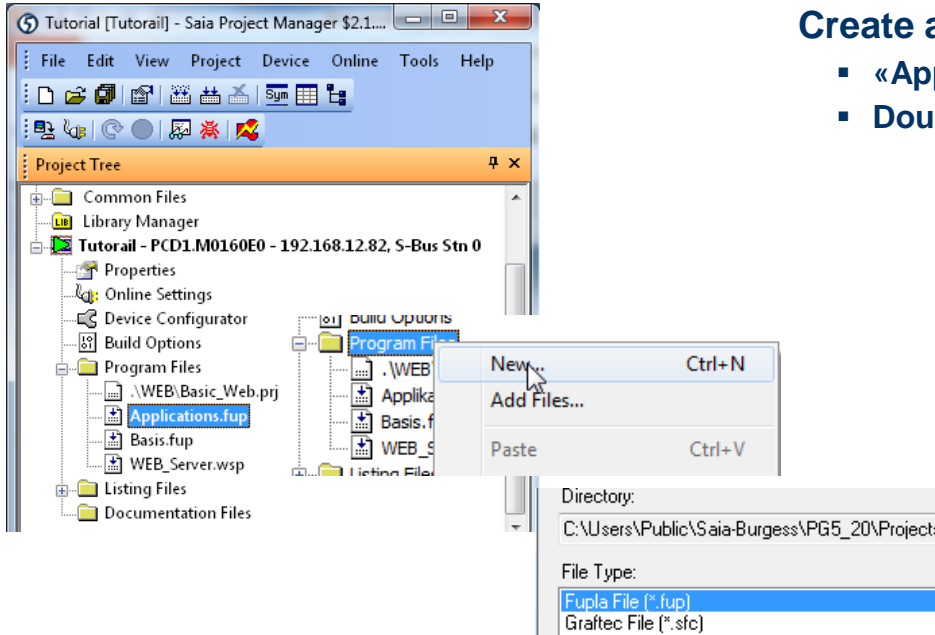 Tutorial [Tutorail] - Saia Project Manager $2.1....
File Edit View Project Device Online Tools Help
Sym
Project Tree
Common Files
LIB Library Manager
Tutorail - PCD1.M0160E0 - 192.168.12.82, S-Bus Stn 0
Properties
Online Settings
Device Configurator
Build Options
Program Files
.\WEB\Basic_Web.prj
Applications.fup
Basis.fup
WEB_Server.wsp
Listing Files
Documentation Files
Build Options
Program Files
.\WEB
Applika
Basis.f
WEB_S
Listing File
New... Ctrl+N
Add Files...
Paste Ctrl+V
Create a
▪ «App
▪ Dou
Directory:
C:\Users\Public\Saia-Burgess\PG5_20\Projects
File Type:
Fupla File (*.fup)
Graftec File (*.sfc)